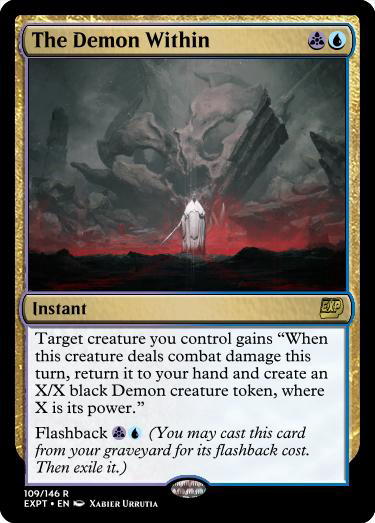 The Demon Within
Instant
EXP
Target creature you control gains “When
this creature deals combat damage this
turn, return it to your hand and create an
X/X black Demon creature token, where
X is its power.”
Flashback (You may cast this card
from your graveyard for its flashback cost.
Then exile it.)
109/146 R
EXPT • EN Xabier Urrutia